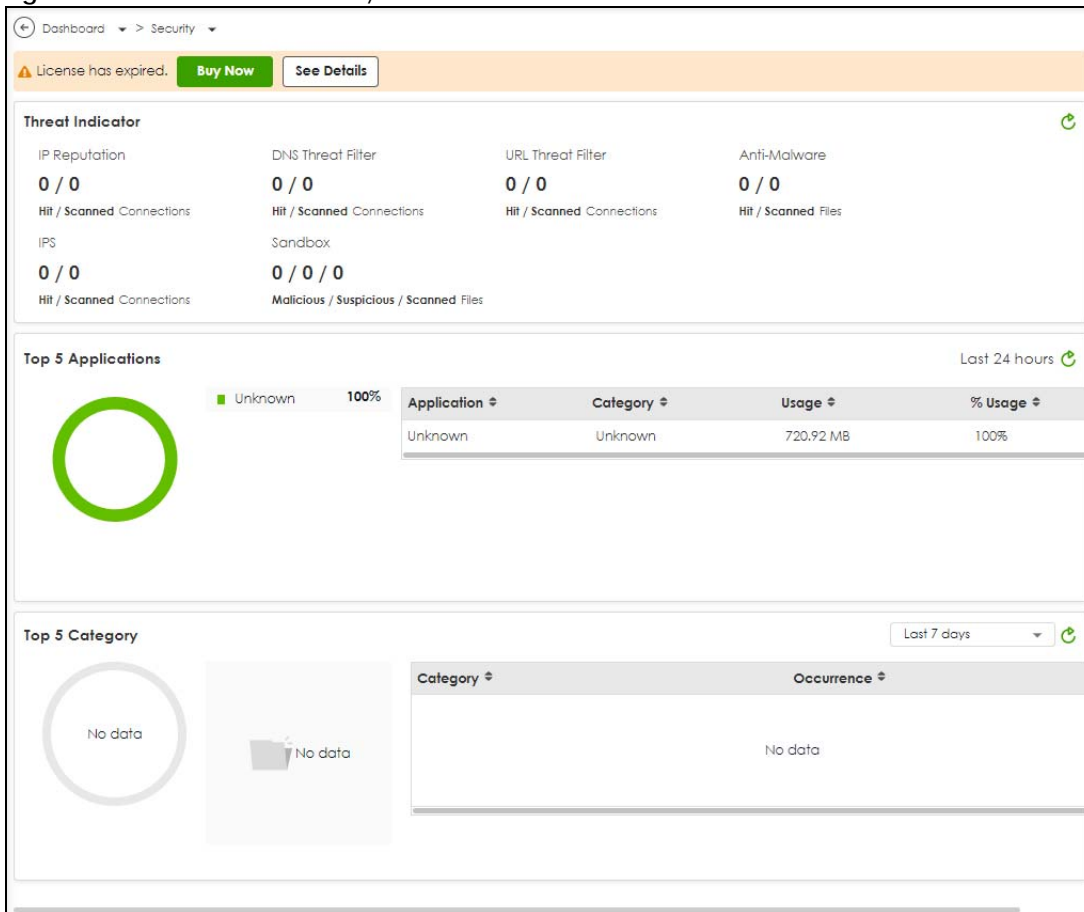 Dashboard > Security
License has expired. Buy Now See Details
Threat Indicator
IP Reputation DNS Threat Filter URL Threat Filter Anti-Malware
0 / 0 0 / 0 0 / 0 0 / 0
Hit / Scanned Connections Hit / Scanned Connections Hit / Scanned Connections Hit / Scanned Files
IPS Sandbox
0 / 0 0 / 0 / 0
Hit / Scanned Connections Malicious / Suspicious / Scanned Files
Top 5 Applications Last 24 hours
Unknown 100%
Application Category Usage % Usage
Unknown Unknown 720.92 MB 100%
Top 5 Category Last 7 days
Category Occurrence
No data
No data
No data